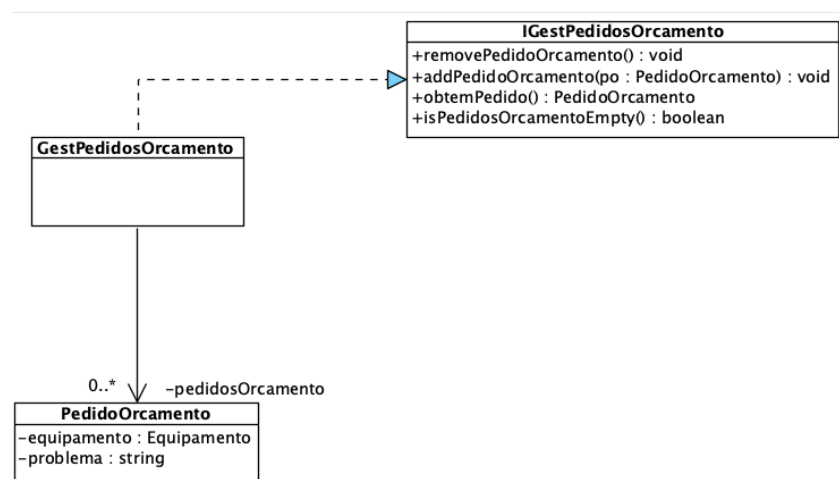 IGestPedidosOrcamento
+removePedidoOrcamento() : void
+addPedidoOrcamento(po : PedidoOrcamento) : void
+obtemPedido() : PedidoOrcamento
+isPedidosOrcamentoEmpty() : boolean
GestPedidosOrcamento
0..* -pedidosOrcamento
PedidoOrcamento
-equipamento : Equipamento
-problema : string